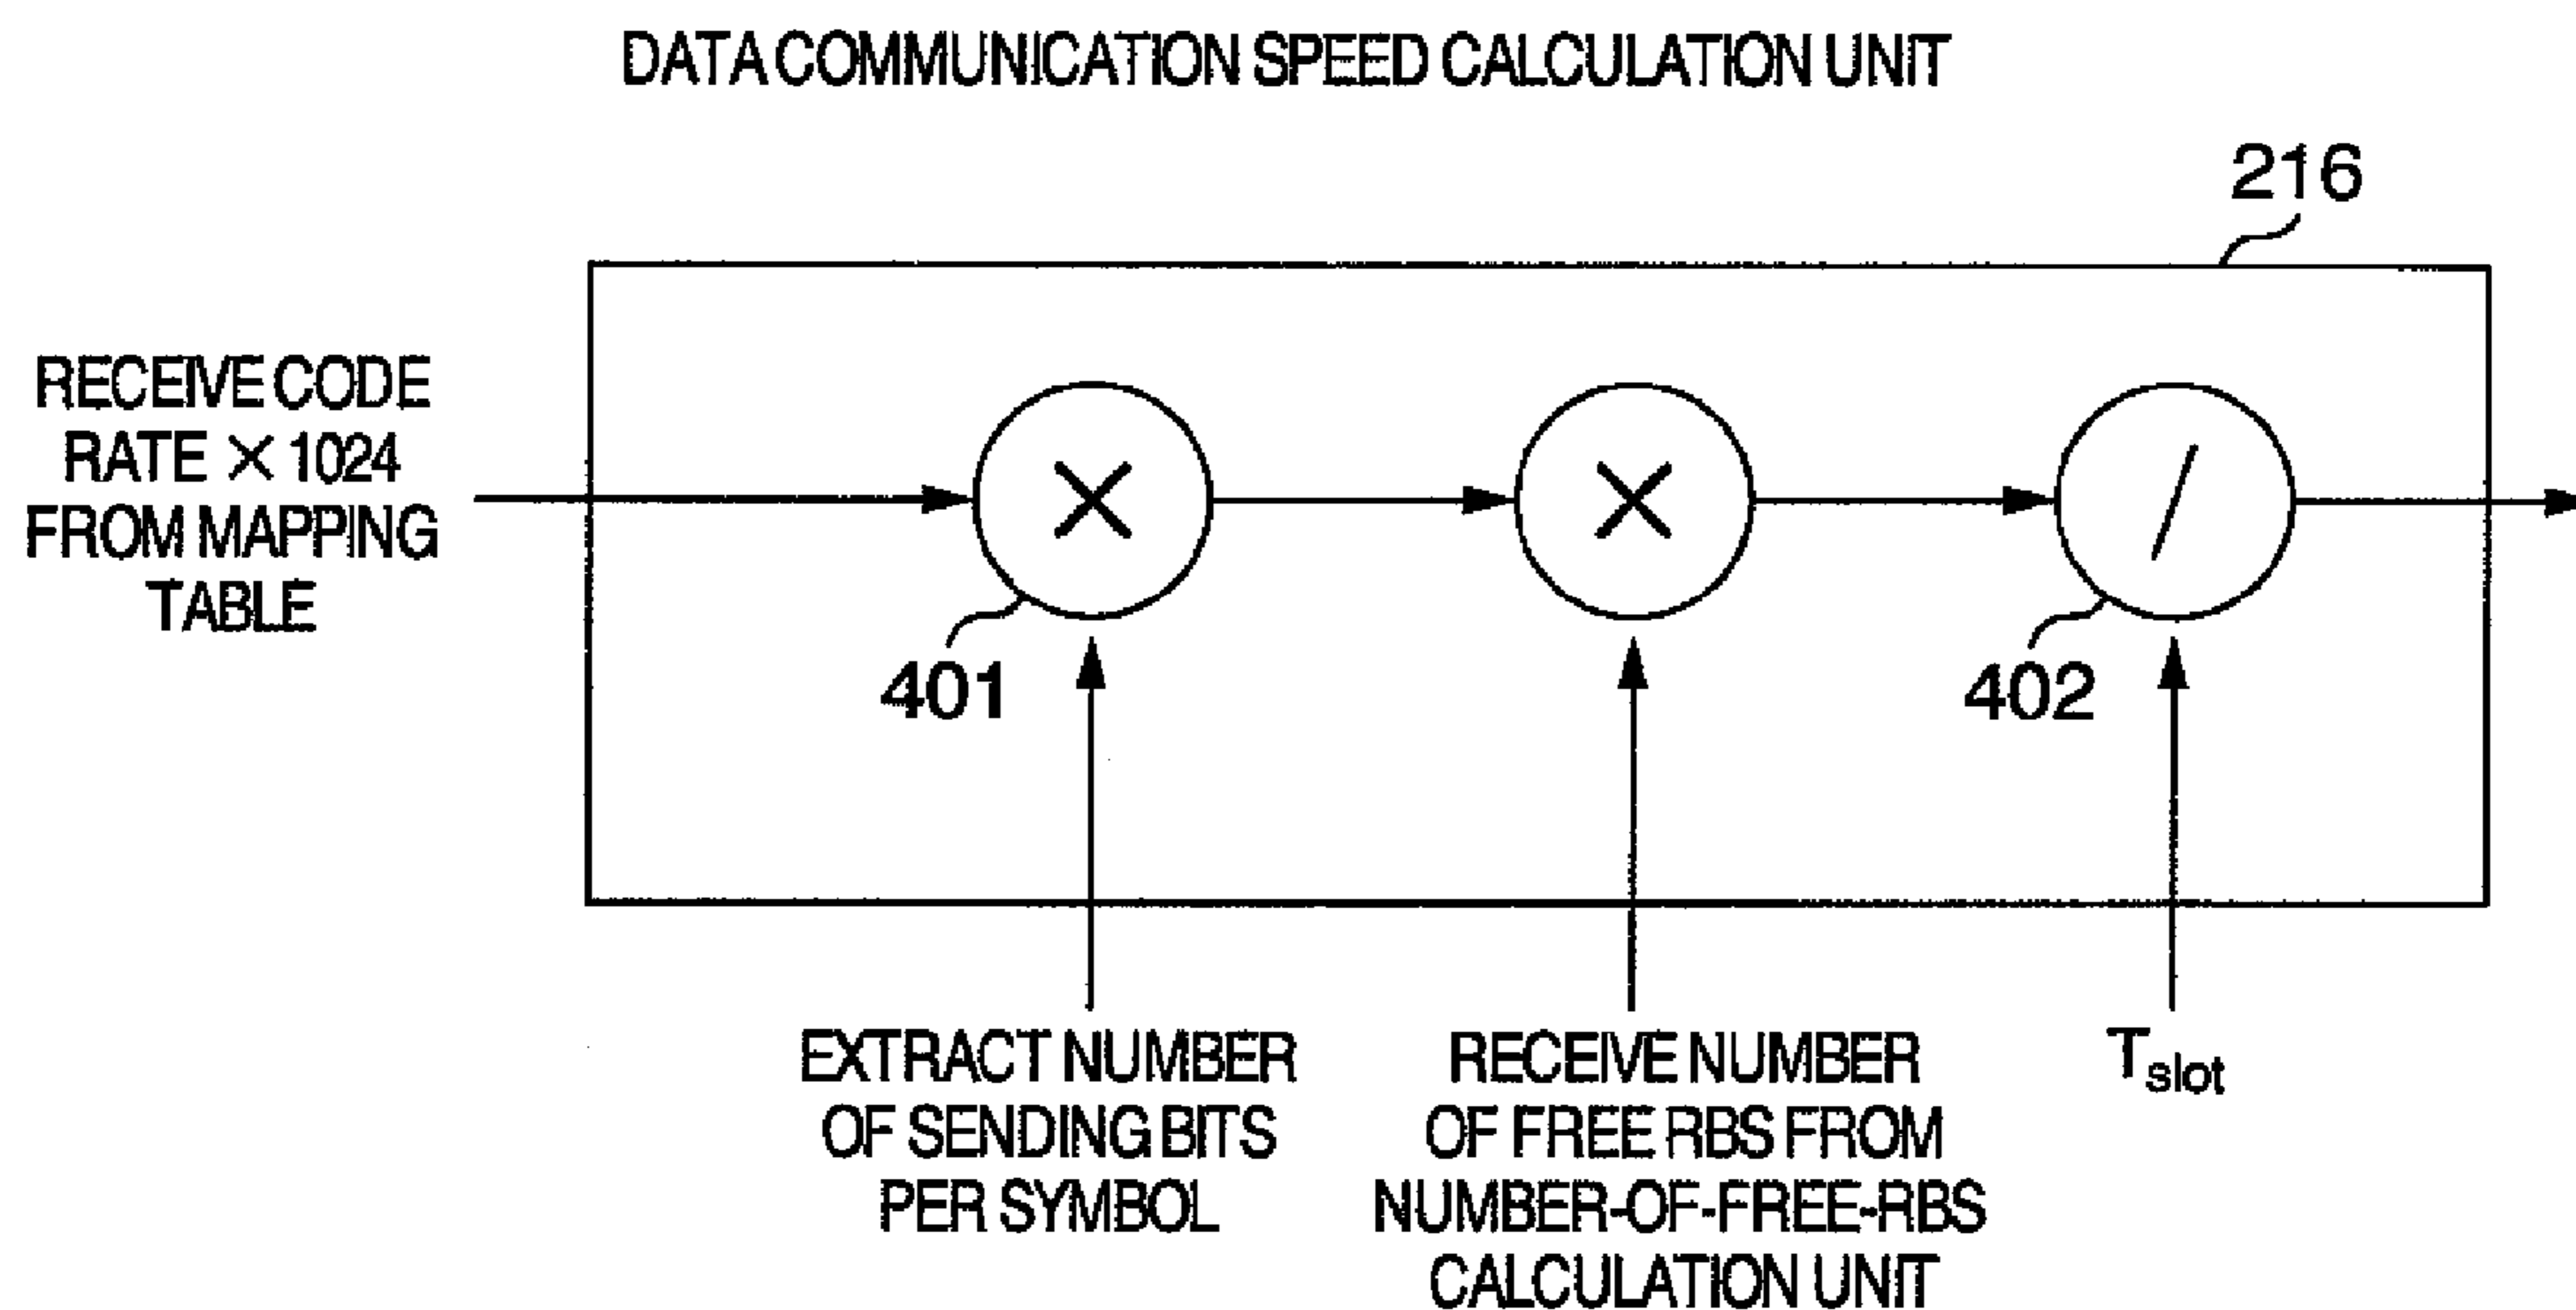 DATA COMMUNICATION SPEED CALCULATION UNIT
216
RECEIVE CODE
RATE × 1024
FROM MAPPING
TABLE
×
×
/
401
402
EXTRACT NUMBER
OF SENDING BITS
PER SYMBOL
RECEIVE NUMBER
OF FREE RBS FROM
NUMBER-OF-FREE-RBS
CALCULATION UNIT
Tslot